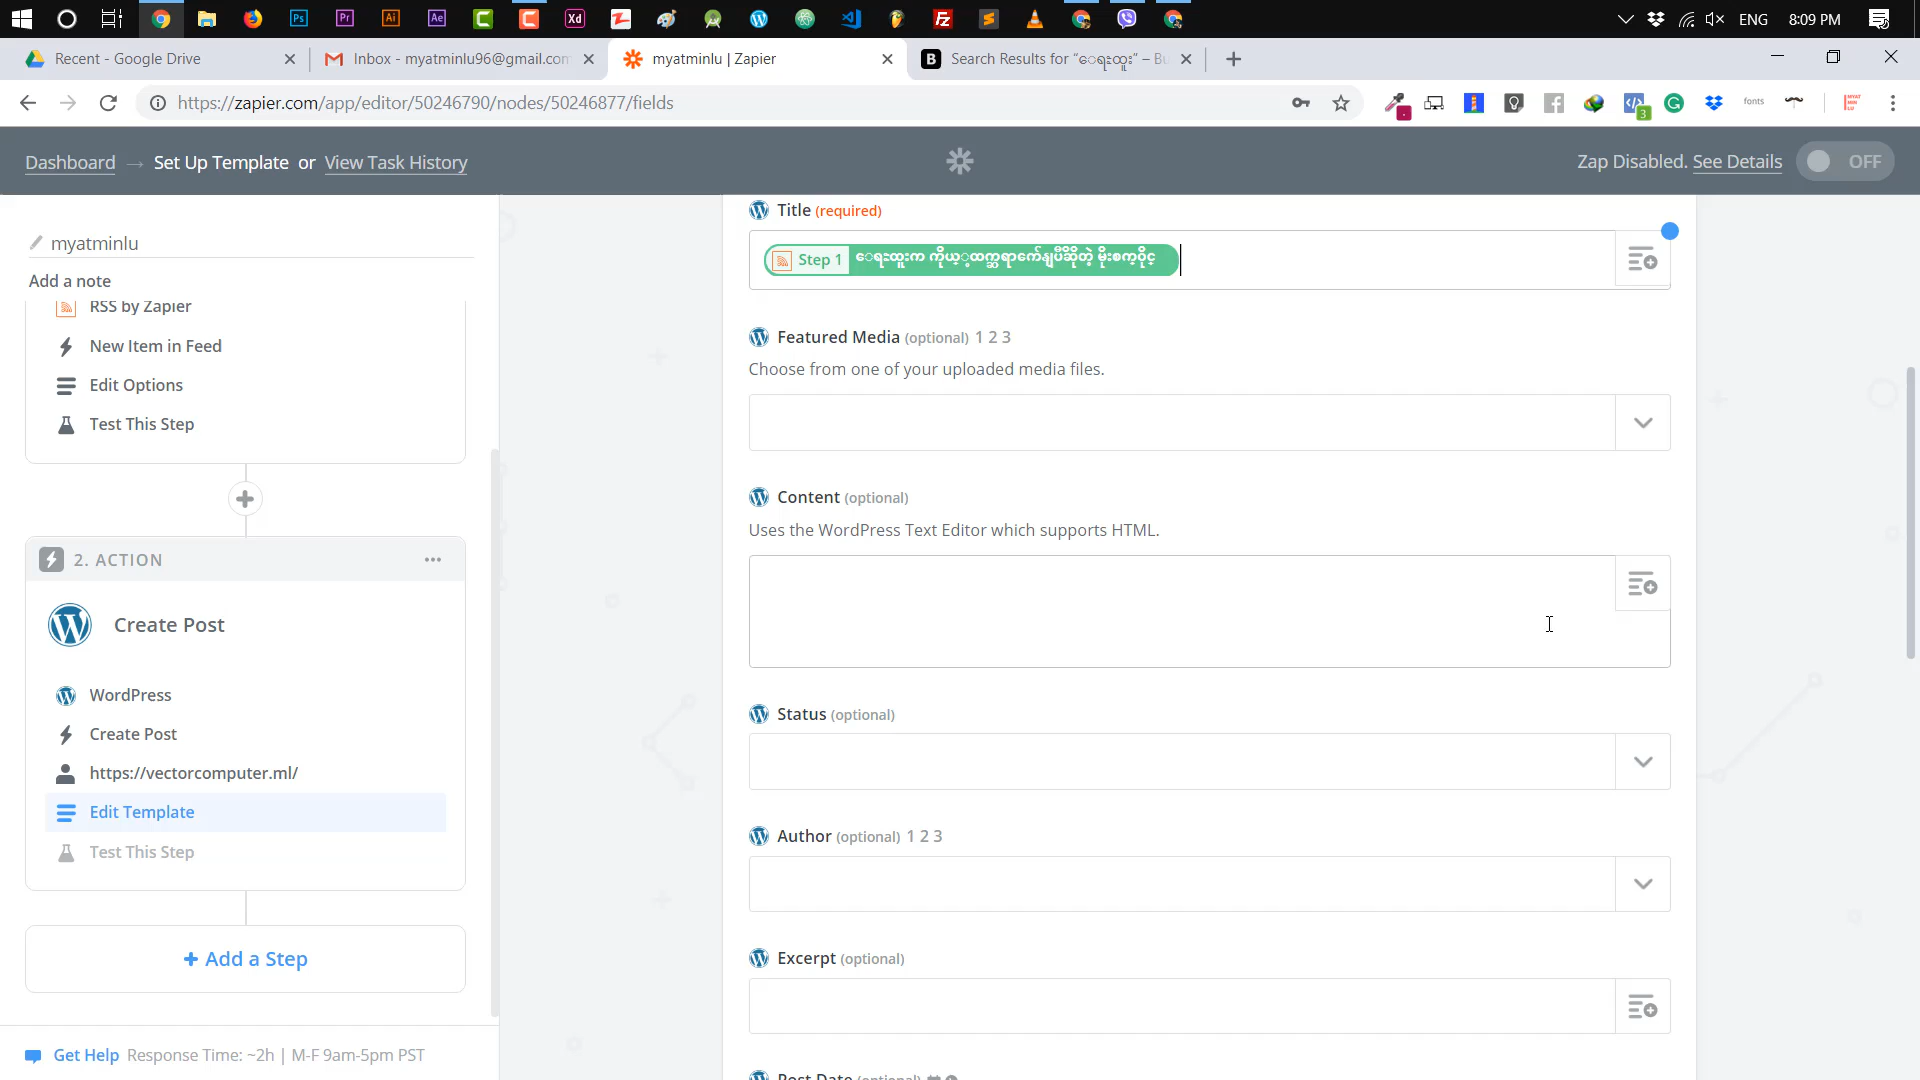 ENG
8:09 PM
Ps
Pr
Ai
Ae
Xd
Recent - Google Drive
Inbox - myatminlu96@gmail.com
myatminlu | Zapier
Search Results for “ေရႊထူး” – Bu
https://zapier.com/app/editor/50246790/nodes/50246877/fields
fonts
3
Dashboard → Set Up Template or View Task History
Zap Disabled. See Details
OFF
myatminlu
Add a note
RSS by Zapier
New Item in Feed
Edit Options
Test This Step
2. ACTION
Create Post
WordPress
Create Post
https://vectorcomputer.ml/
Edit Template
Test This Step
+ Add a Step
Get Help Response Time: ~2h | M-F 9am-5pm PST
Title (required)
Step 1
Featured Media (optional) 1 2 3
Choose from one of your uploaded media files.
Content (optional)
Uses the WordPress Text Editor which supports HTML.
Status (optional)
Author (optional) 1 2 3
Excerpt (optional)
Post Date (optional)